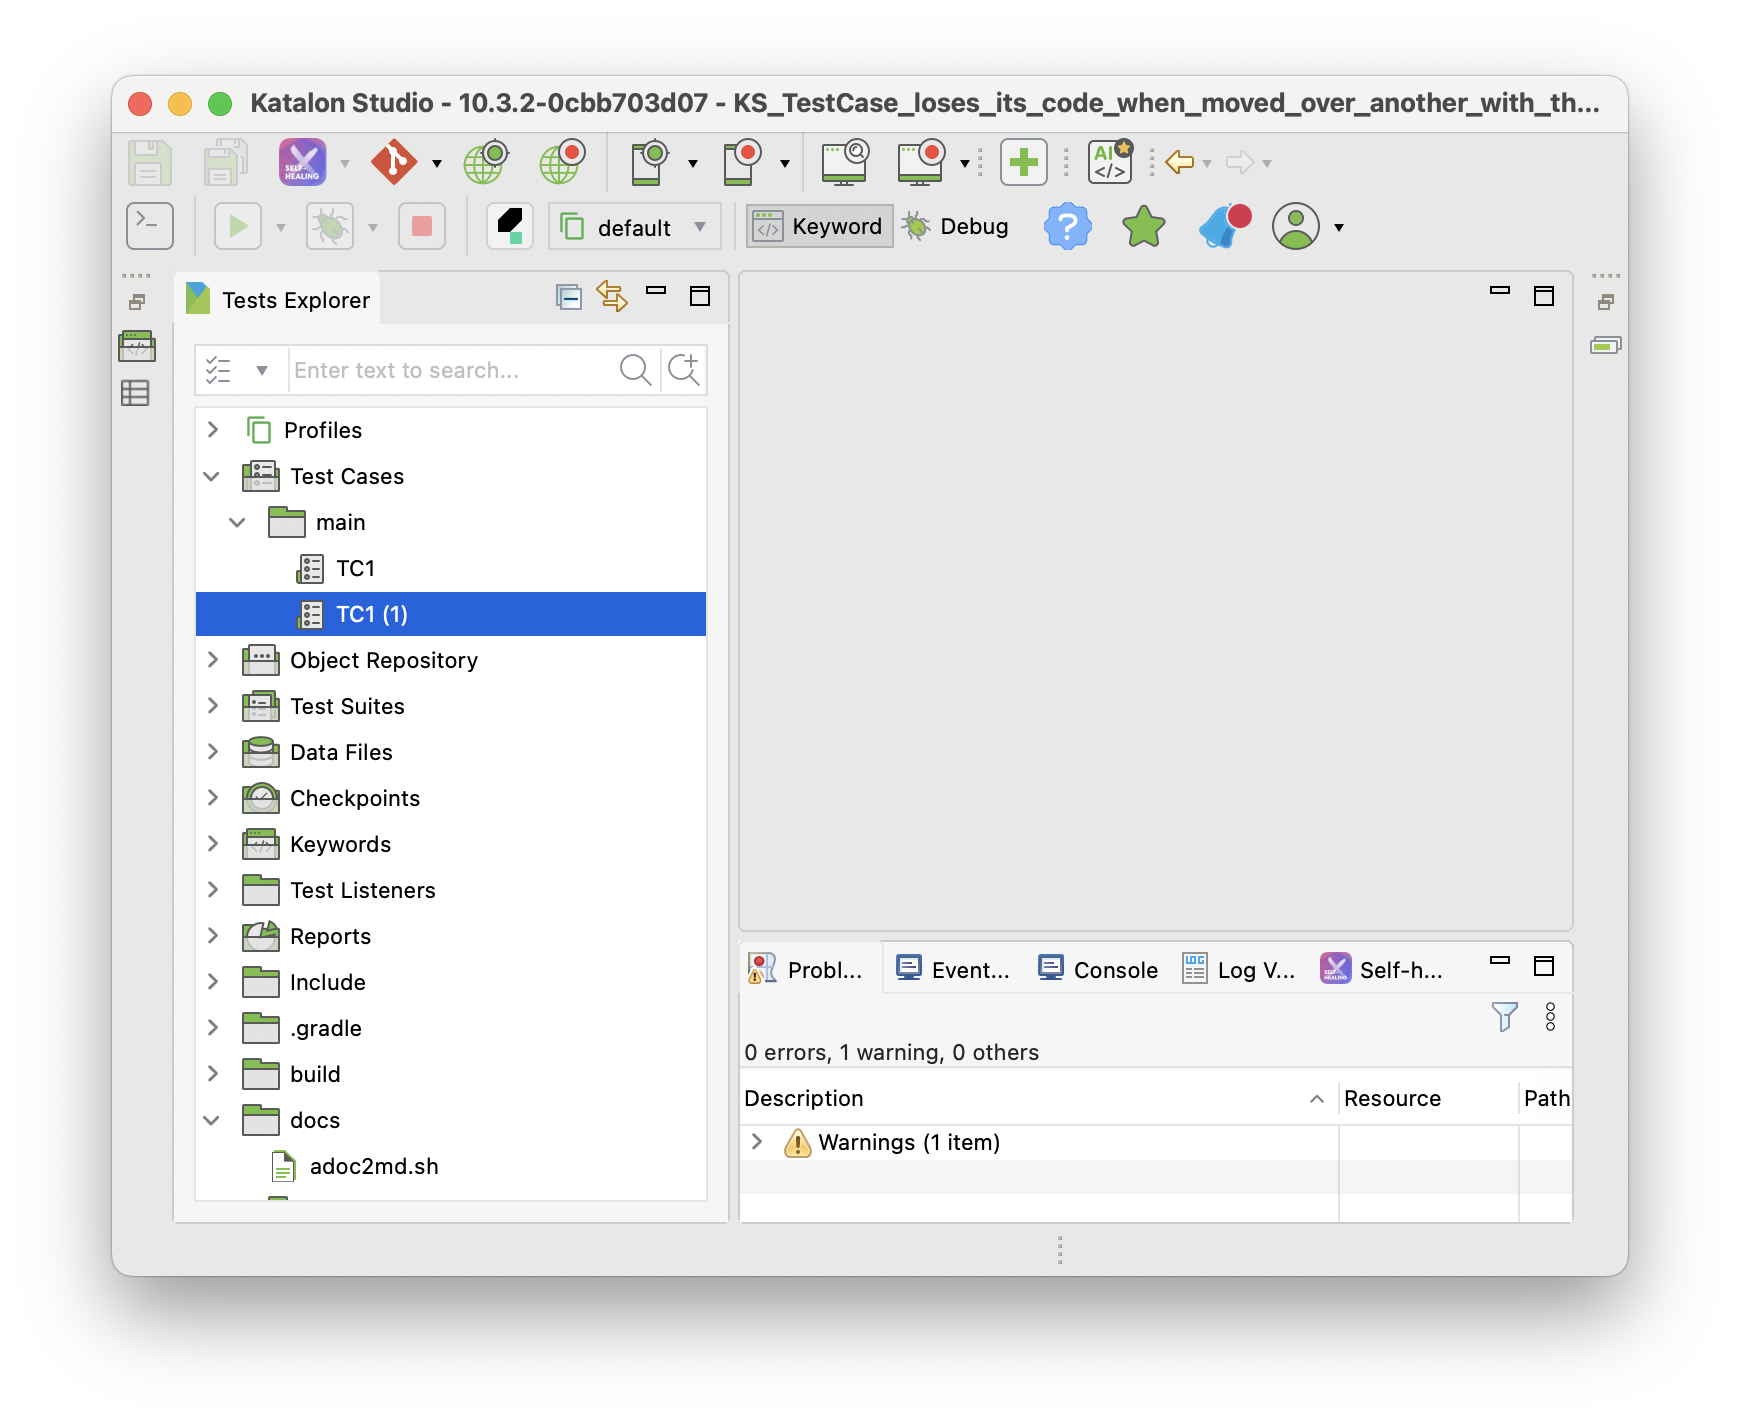 Katalon Studio - 10.3.2-0cbb703d07 - KS_TestCase_loses_its_code_when_moved_over_another_with_th...
SELF-HEALING
AI
default
Keyword
Debug
Tests Explorer
Enter text to search...
Profiles
Test Cases
main
TC1
TC1 (1)
Object Repository
Test Suites
Data Files
Checkpoints
Keywords
Test Listeners
Reports
Include
.gradle
build
docs
adoc2md.sh
Probl...
Event...
Console
LOG
Log V...
SELF-HEALING
Self-h...
0 errors, 1 warning, 0 others
Description
Resource
Path
Warnings (1 item)